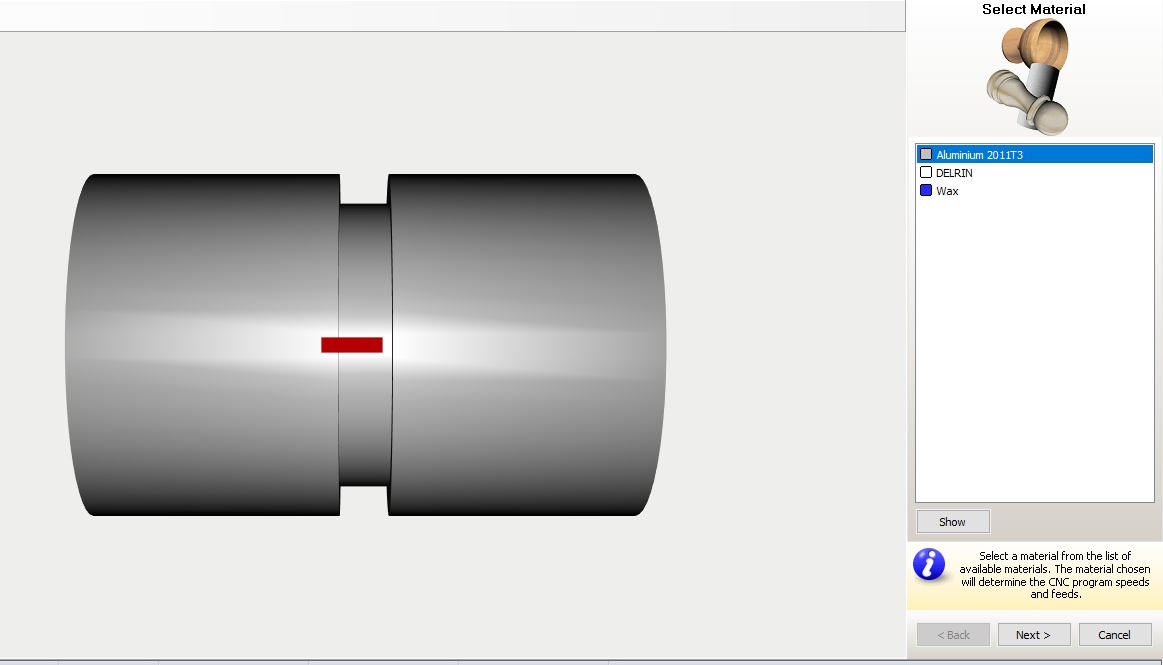 Select Material
Aluminium 2011T3
DELRIN
Wax
Show
Select a material from the list of
available materials. The material chosen
will determine the CNC program speeds
and feeds.
< Back
Next >
Cancel